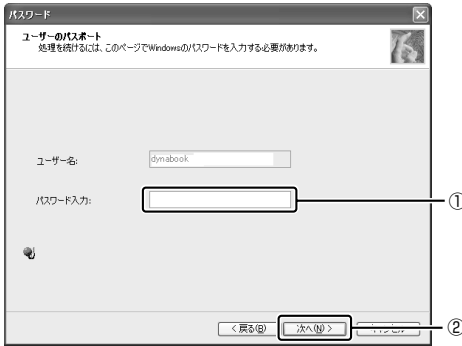 パスワード
ユーザーのパスポート
処理を続けるには、このページでWindowsのパスワードを入力する必要があります。
ユーザー名: dynabook
パスワード入力:
①
< 戻る(B) 次へ(N) >
②